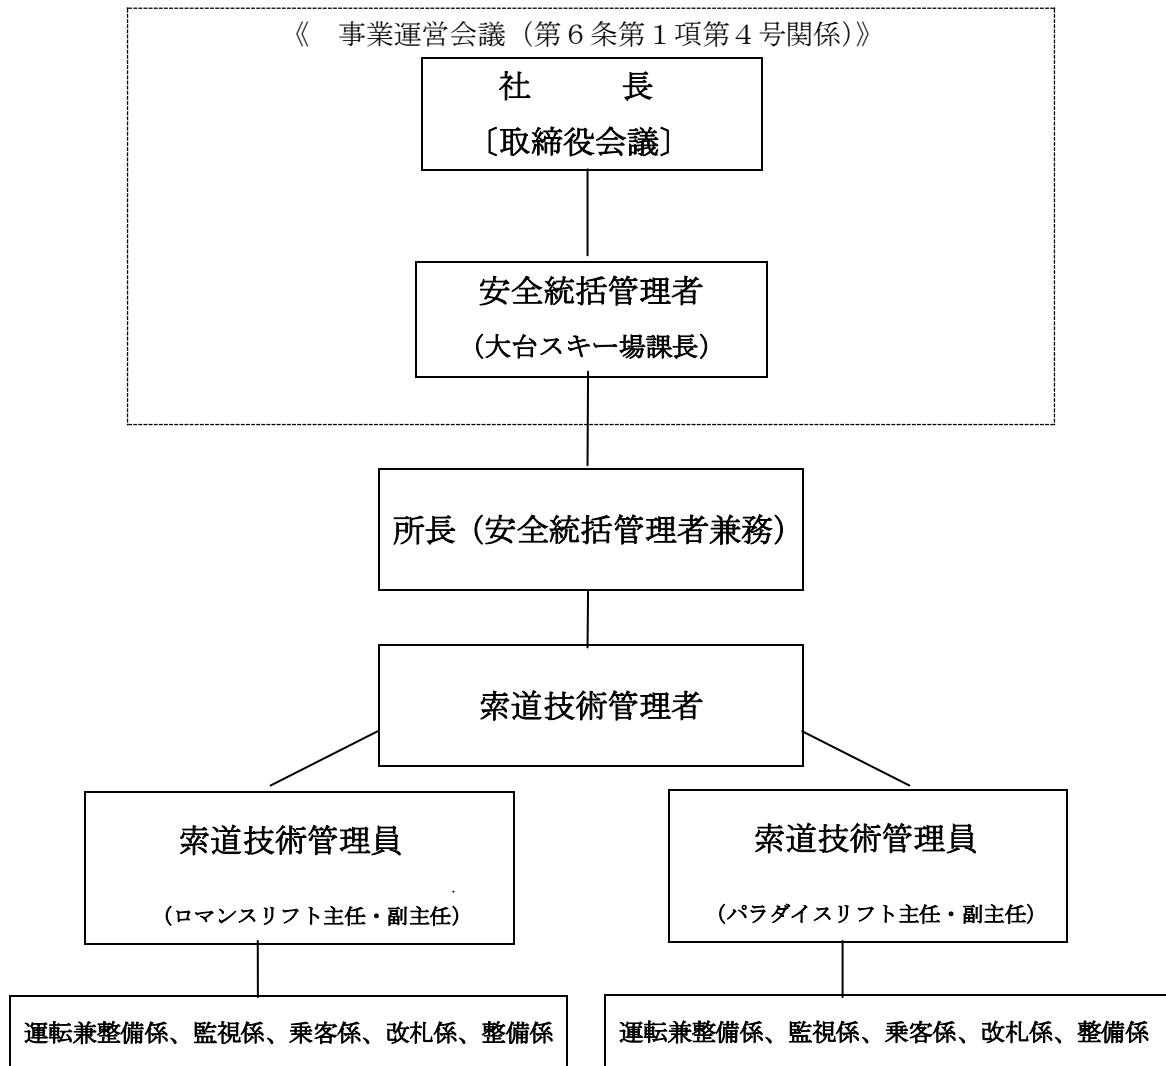 《　事業運営会議（第６条第１項第４号関係）》
社　　　長
〔取締役会議〕
安全統括管理者
（大台スキー場課長）
所長（安全統括管理者兼務）
索道技術管理者
索道技術管理員
（ロマンスリフト主任・副主任）
索道技術管理員
（パラダイスリフト主任・副主任）
運転兼整備係、監視係、乗客係、改札係、整備係
運転兼整備係、監視係、乗客係、改札係、整備係